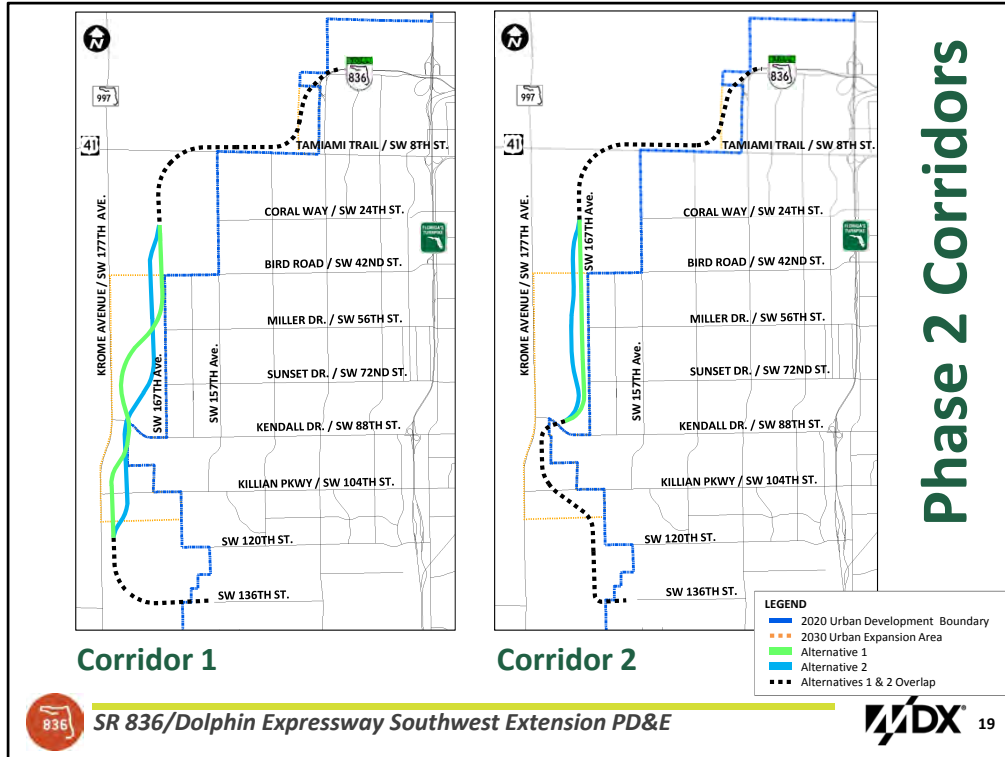 N
TOLL
836
997
41
TAMIAMI TRAIL / SW 8TH ST.
KROME AVENUE / SW 177TH AVE.
CORAL WAY / SW 24TH ST.
FLORIDA'S
TURNPIKE
BIRD ROAD / SW 42ND ST.
MILLER DR. / SW 56TH ST.
SW 167TH Ave.
SW 157TH Ave.
SUNSET DR. / SW 72ND ST.
KENDALL DR. / SW 88TH ST.
KILLIAN PKWY / SW 104TH ST.
SW 120TH ST.
SW 136TH ST.
Corridor 1
N
TOLL
836
997
41
TAMIAMI TRAIL / SW 8TH ST.
KROME AVENUE / SW 177TH AVE.
SW 167TH Ave.
CORAL WAY / SW 24TH ST.
FLORIDA'S
TURNPIKE
BIRD ROAD / SW 42ND ST.
MILLER DR. / SW 56TH ST.
SW 157TH Ave.
SUNSET DR. / SW 72ND ST.
KENDALL DR. / SW 88TH ST.
KILLIAN PKWY / SW 104TH ST.
SW 120TH ST.
SW 136TH ST.
Corridor 2
Phase 2 Corridors
LEGEND
2020 Urban Development Boundary
2030 Urban Expansion Area
Alternative 1
Alternative 2
Alternatives 1 & 2 Overlap
836
SR 836/Dolphin Expressway Southwest Extension PD&E
MDX®
19